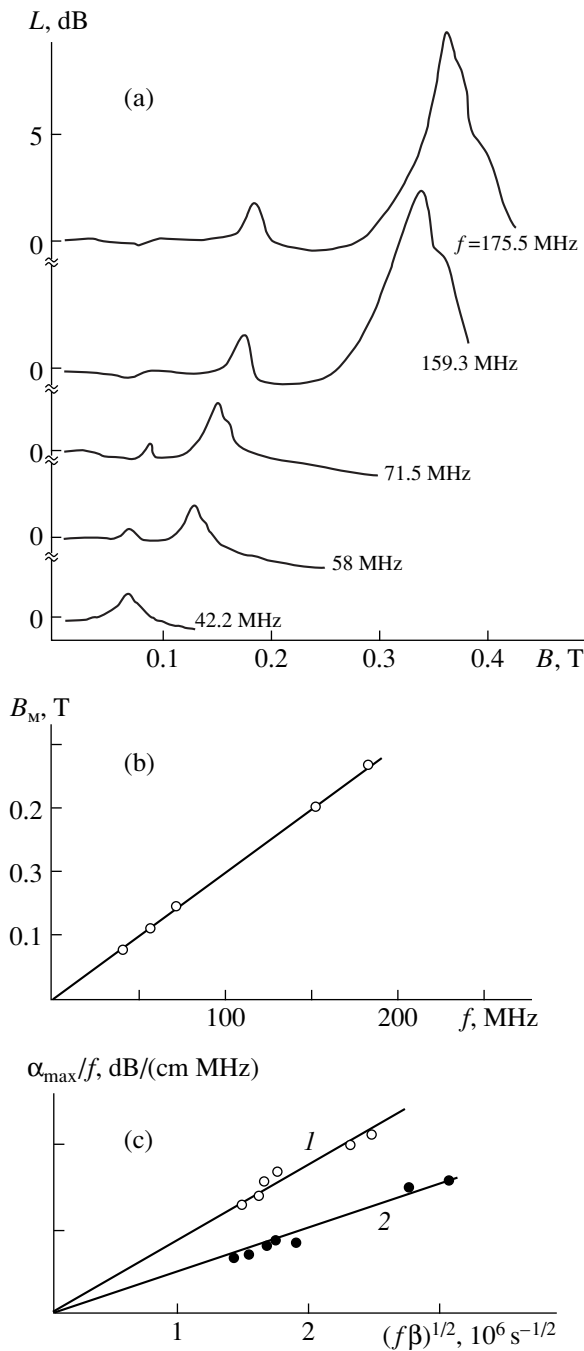 L, dB
(a)
5
0
f =175.5 MHz
0
159.3 MHz
0
71.5 MHz
0
58 MHz
0
42.2 MHz
0.1
0.2
0.3
0.4
B, T
Bм, T
(b)
0.2
0.3
0.1
100
200
f, MHz
αmax/f, dB/(cm MHz)
(c)
1
2
1
2
(fβ)1/2, 10⁶ s–1/2